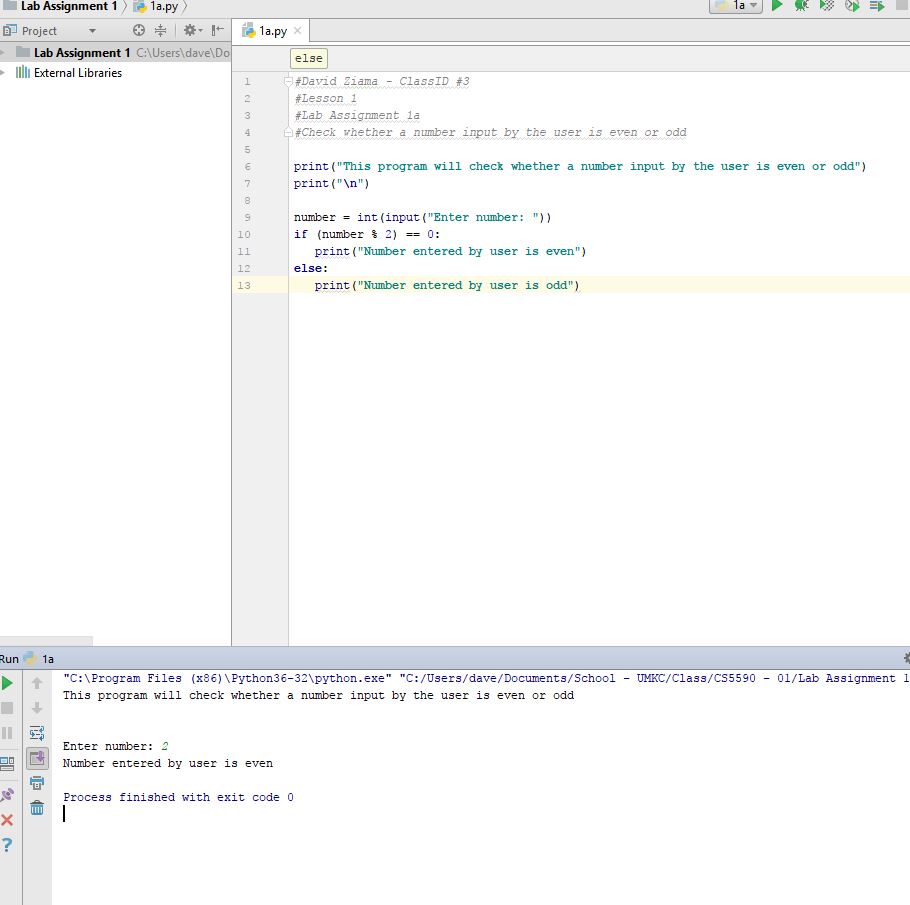 Lab Assignment 1
1a.py
1a
Project
1a.py
Lab Assignment 1 C:\Users\dave\Do
External Libraries
else
1 #David Ziama - ClassID #3
2 #Lesson 1
3 #Lab Assignment 1a
4 #Check whether a number input by the user is even or odd
5
6 print("This program will check whether a number input by the user is even or odd")
7 print("\n")
8
9 number = int(input("Enter number: "))
10 if (number % 2) == 0:
11 print("Number entered by user is even")
12 else:
13 print("Number entered by user is odd")
Run 1a
"C:\Program Files (x86)\Python36-32\python.exe" "C:/Users/dave/Documents/School - UMKC/Class/CS5590 - 01/Lab Assignment 1
This program will check whether a number input by the user is even or odd
Enter number: 2
Number entered by user is even
Process finished with exit code 0